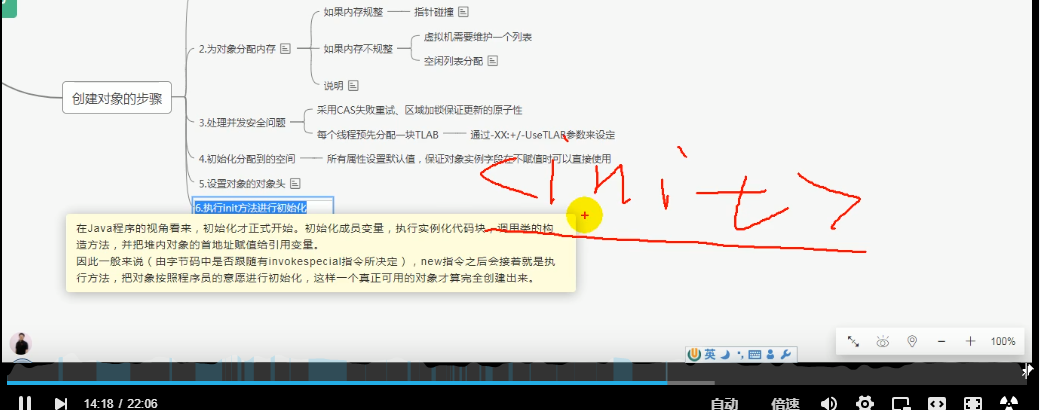 如果内存规整
指针碰撞
2.为对象分配内存
如果内存不规整
虚拟机需要维护一个列表
空闲列表分配
说明
创建对象的步骤
3.处理并发安全问题
采用CAS失败重试、区域加锁保证更新的原子性
每个线程预先分配一块TLAB
通过-XX:+/-UseTLAB参数来设定
4.初始化分配到的空间
所有属性设置默认值，保证对象实例字段在不赋值时可以直接使用
5.设置对象的对象头
6.执行init方法进行初始化
<init>
在Java程序的视角看来，初始化才正式开始。初始化成员变量，执行实例化代码块，调用类的构
造方法，并把堆内对象的首地址赋值给引用变量。
因此一般来说（由字节码中是否跟随有invokespecial指令所决定），new指令之后会接着就是执
行方法，把对象按照程序员的意愿进行初始化，这样一个真正可用的对象才算完全创建出来。
100%
英
14:18 / 22:06
自动
倍速